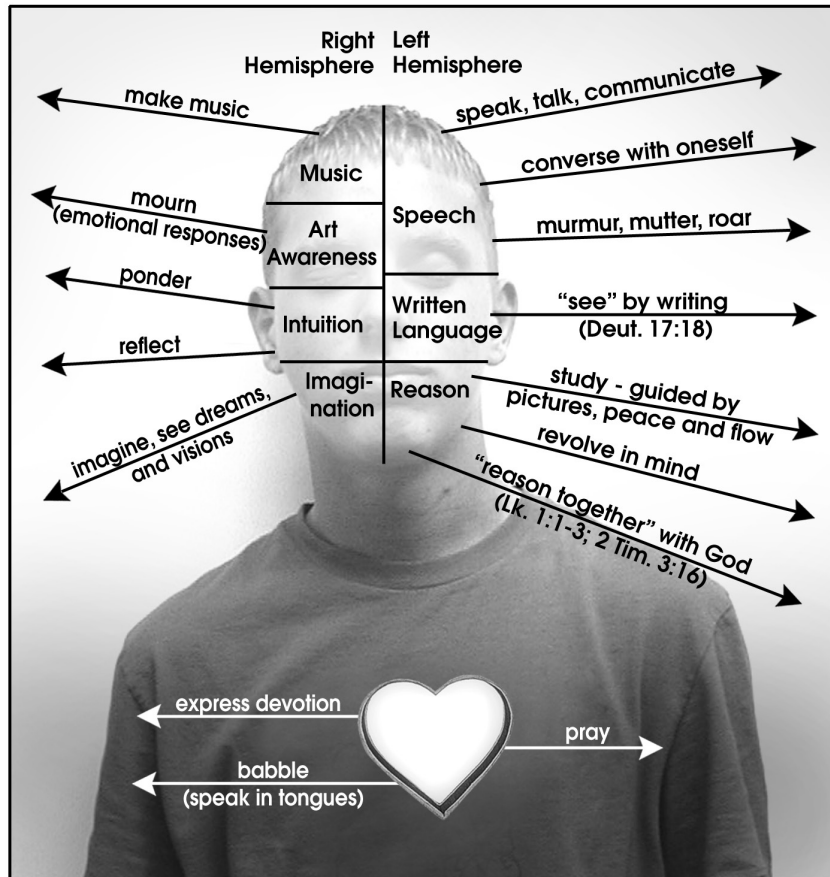 Right
Hemisphere
Left
Hemisphere
make music
mourn
(emotional responses)
ponder
reflect
imagine, see dreams,
and visions
Music
Art
Awareness
Intuition
Imagi-
nation
Speech
Written
Language
Reason
speak, talk, communicate
converse with oneself
murmur, mutter, roar
“see” by writing
(Deut. 17:18)
study - guided by
pictures, peace and flow
revolve in mind
“reason together” with God
(Lk. 1:1-3; 2 Tim. 3:16)
express devotion
babble
(speak in tongues)
pray